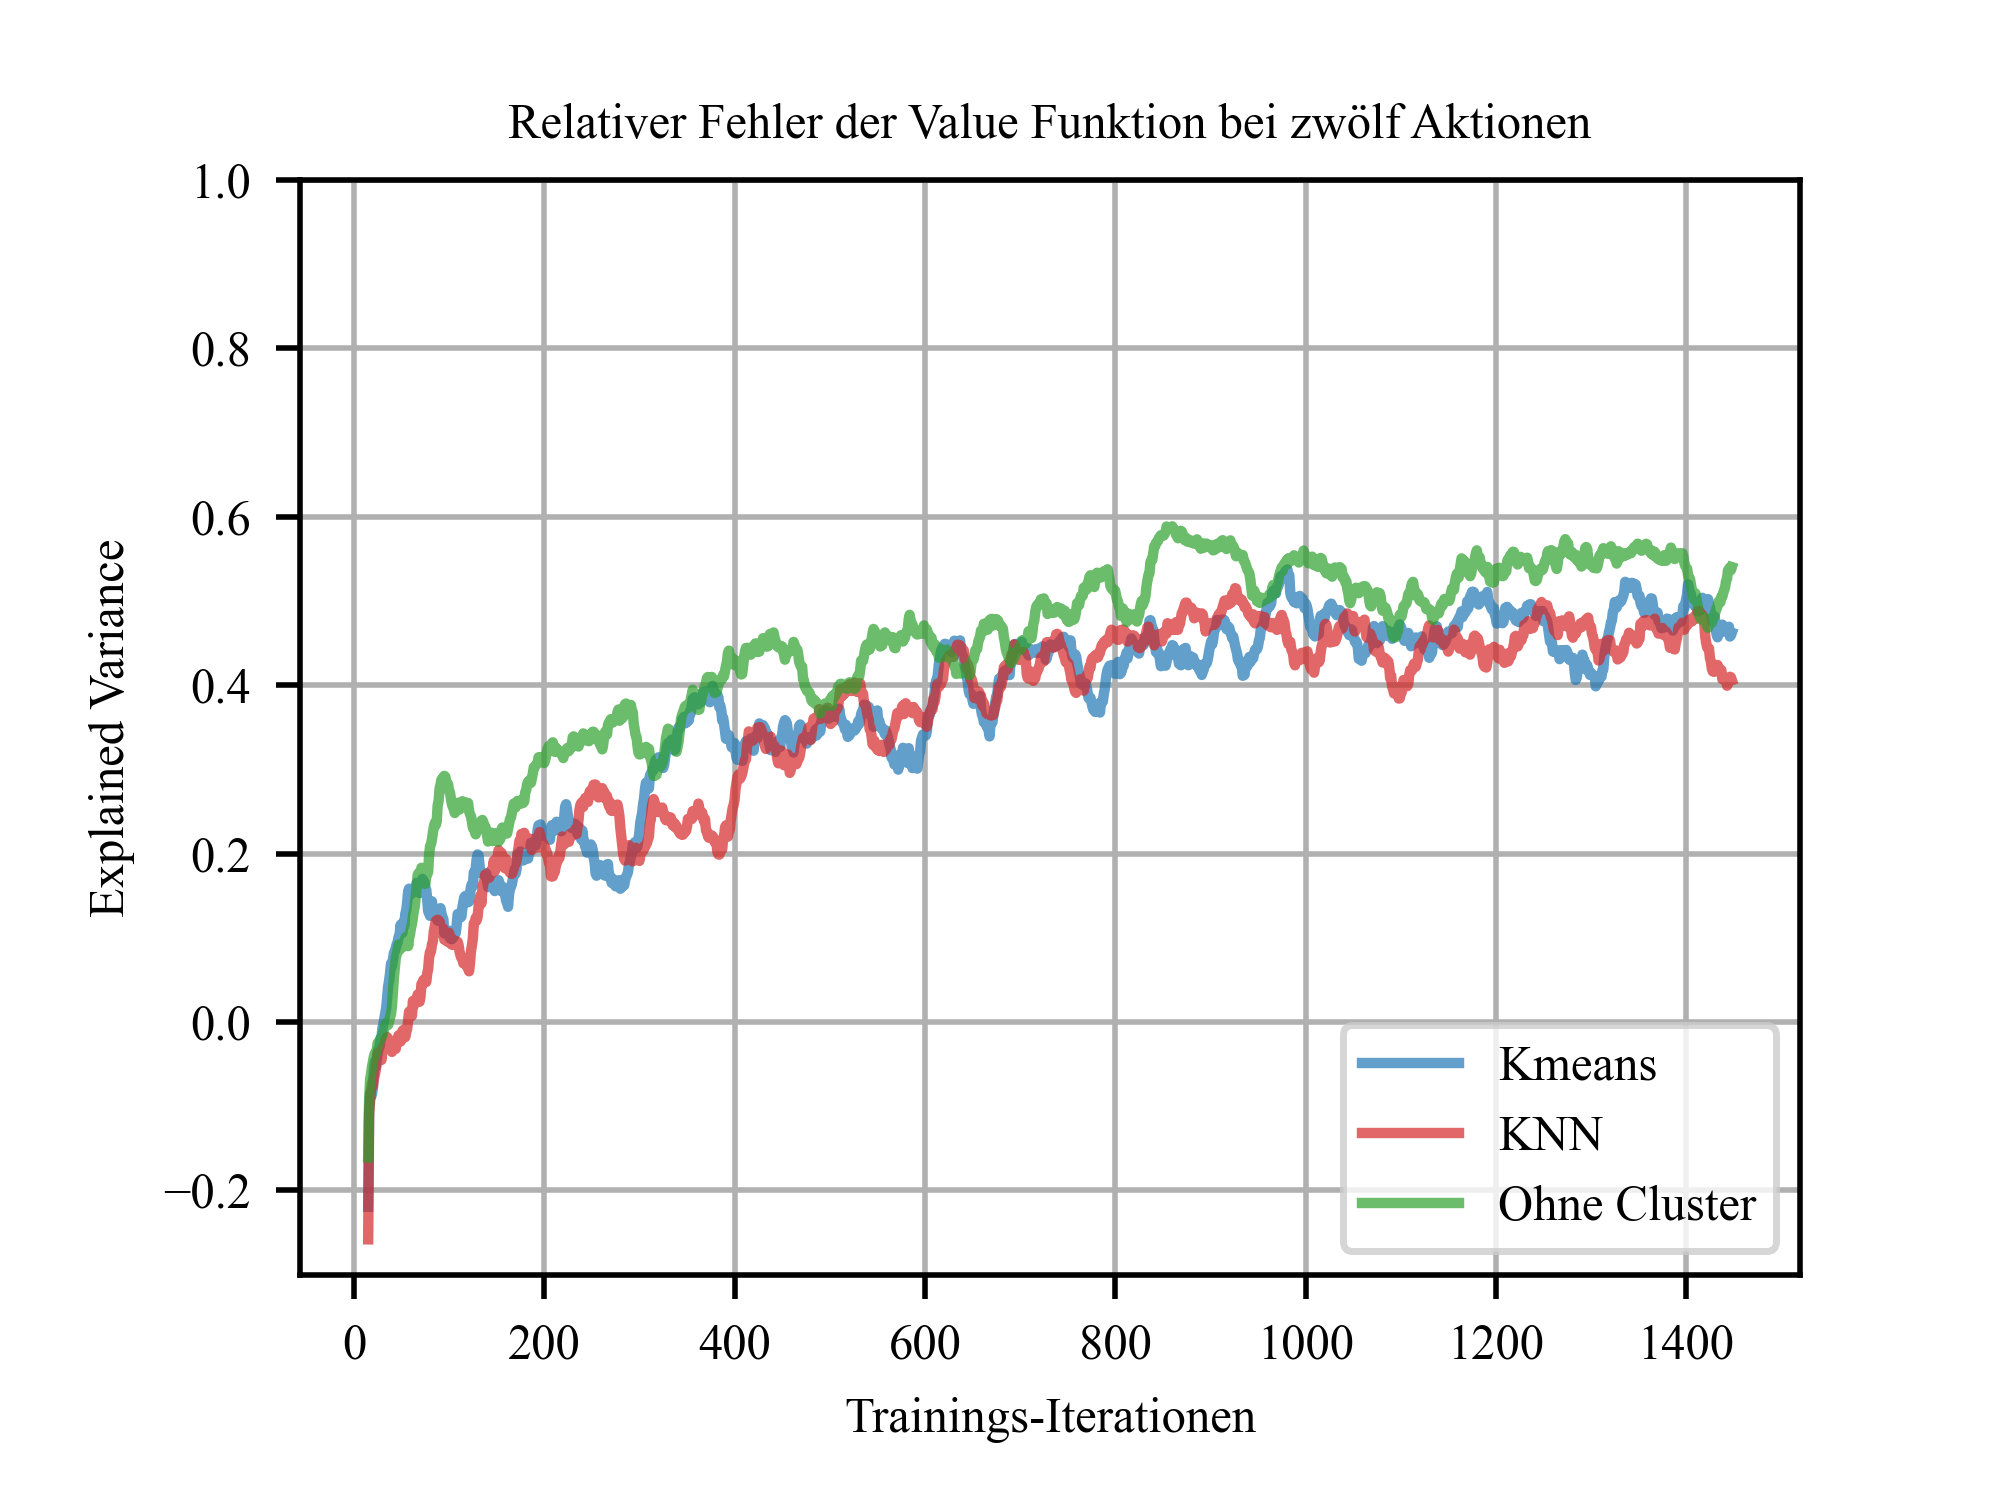 Relativer Fehler der Value Funktion bei zwölf Aktionen
1.0
0.8
0.6
0.4
0.2
0.0
−0.2
Explained Variance
0 200 400 600 800 1000 1200 1400
Trainings-Iterationen
Kmeans
KNN
Ohne Cluster